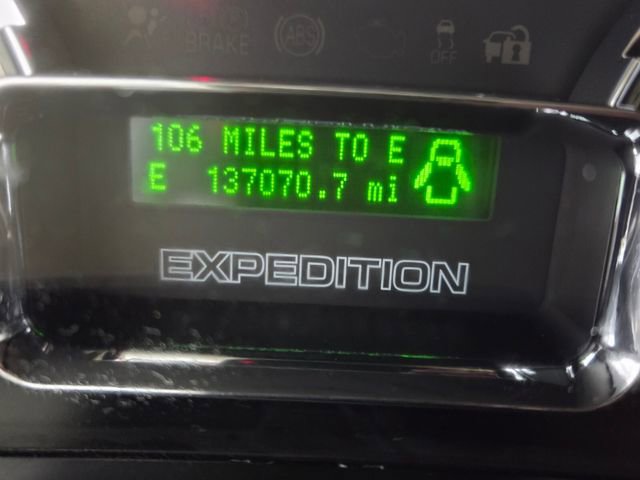 BRAKE ABS OFF
106 MILES TO E
E 137070.7 mi
EXPEDITION